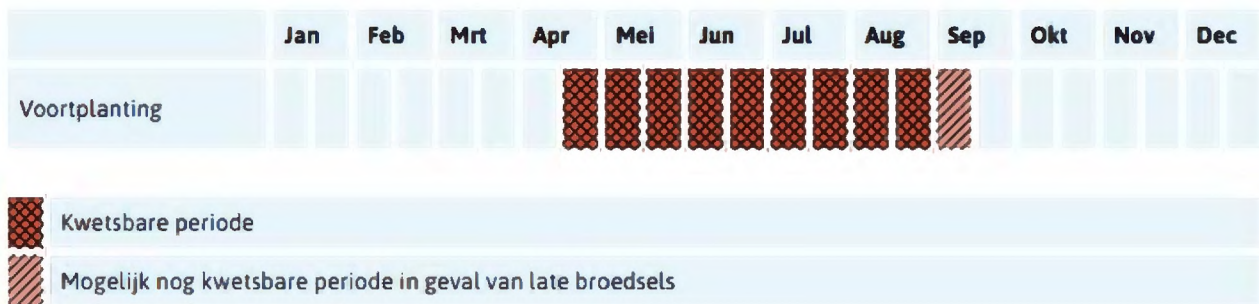 Jan Feb Mrt Apr Mei Jun Jul Aug Sep Okt Nov Dec
Voortplanting
Kwetsbare periode
Mogelijk nog kwetsbare periode in geval van late broedsels